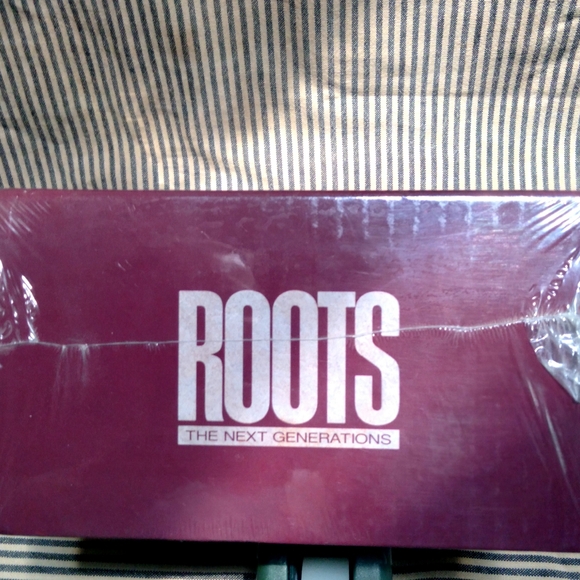 ROOTS
THE NEXT GENERATIONS